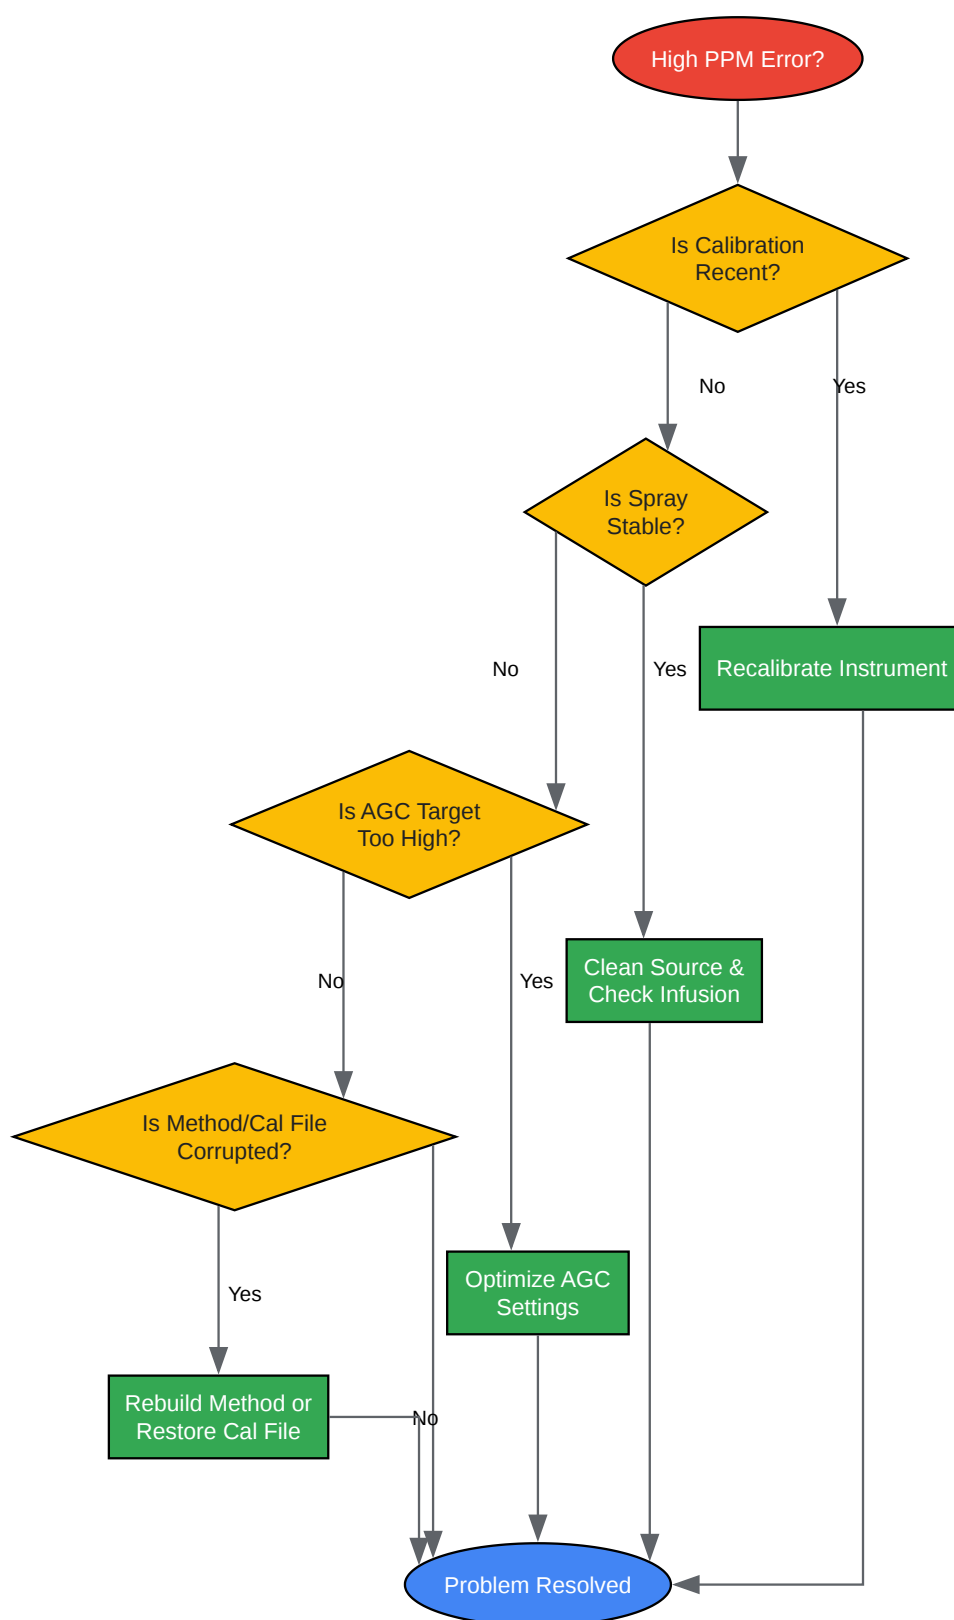 High PPM Error?
Is Calibration
Recent?
No
Yes
Is Spray
Stable?
No
Yes
Recalibrate Instrument
Is AGC Target
Too High?
No
Yes
Clean Source &
Check Infusion
Is Method/Cal File
Corrupted?
Yes
Optimize AGC
Settings
Rebuild Method or
Restore Cal File
No
Problem Resolved